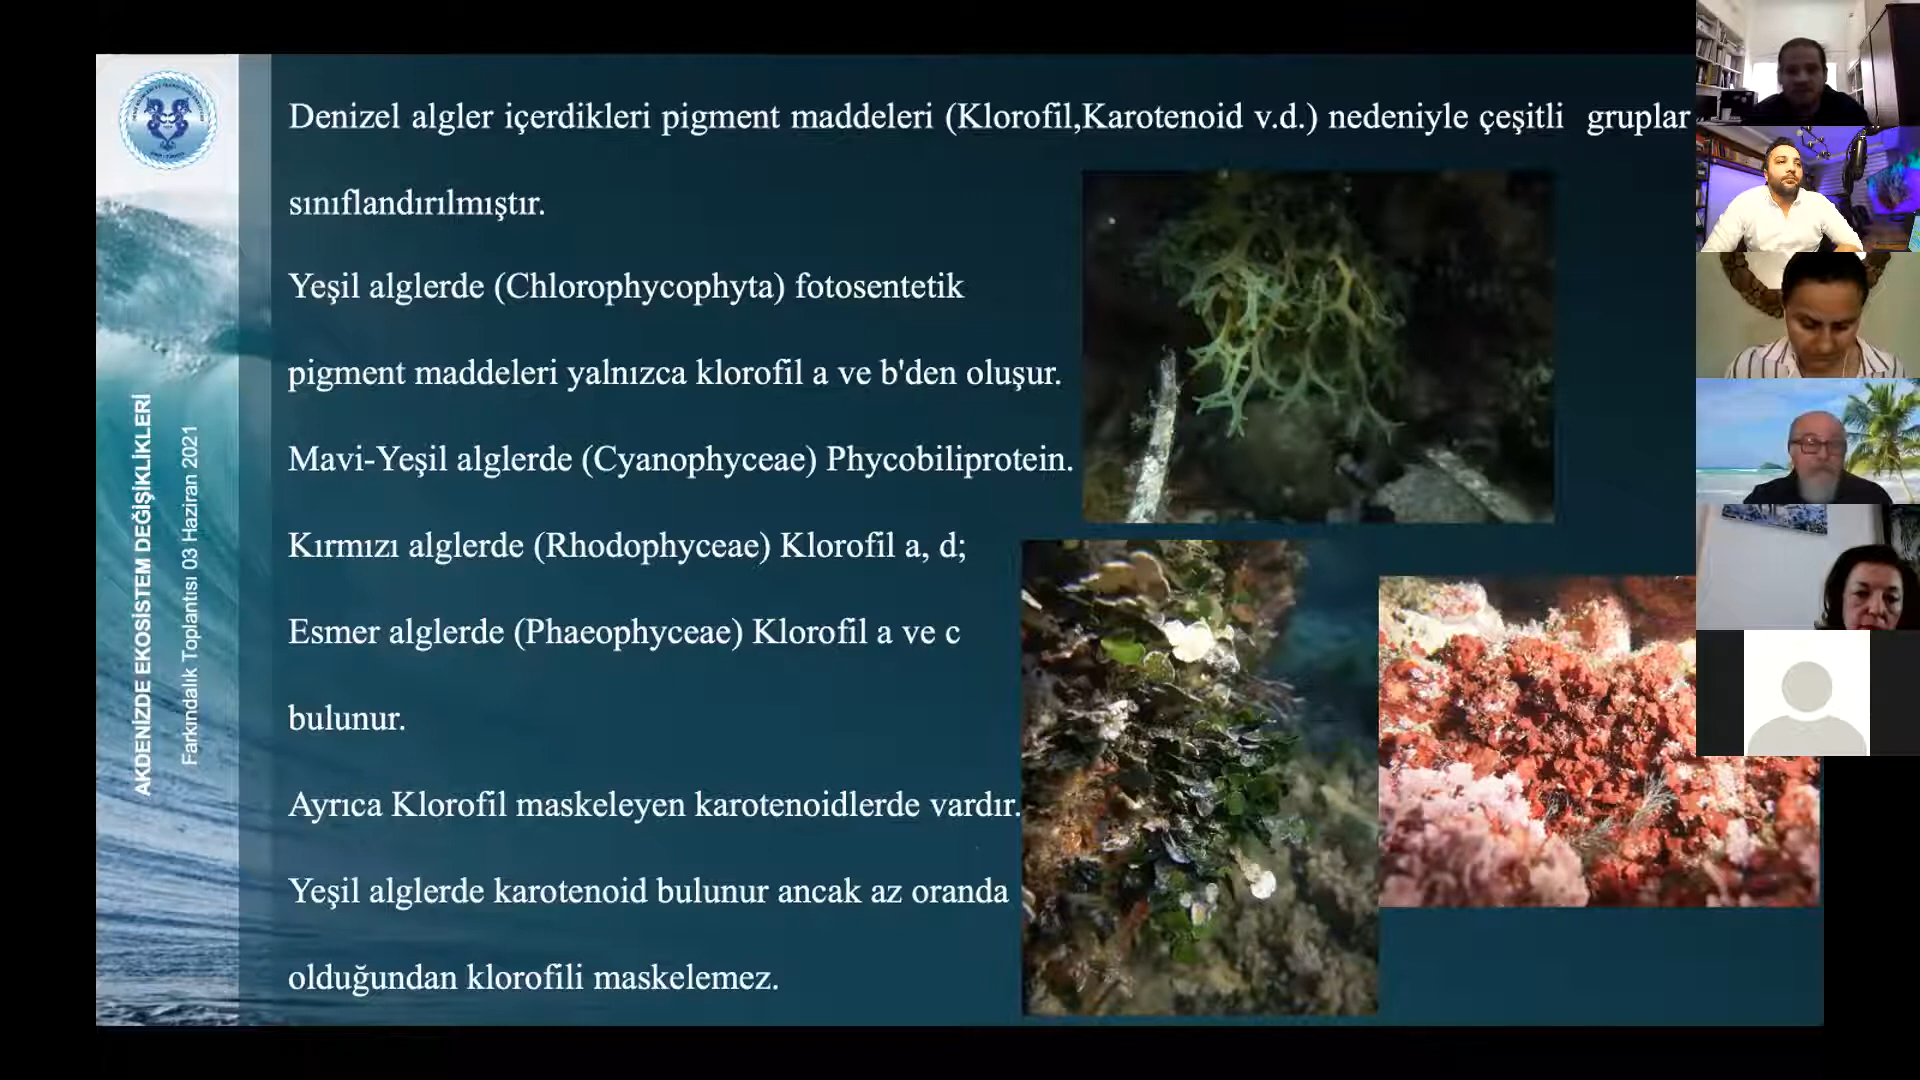 Denizel algler içerdikleri pigment maddeleri (Klorofil,Karotenoid v.d.) nedeniyle çeşitli gruplar
sınıflandırılmıştır.
Yeşil alglerde (Chlorophycophyta) fotosentetik
pigment maddeleri yalnızca klorofil a ve b'den oluşur.
Mavi-Yeşil alglerde (Cyanophyceae) Phycobiliprotein.
Kırmızı alglerde (Rhodophyceae) Klorofil a, d;
Esmer alglerde (Phaeophyceae) Klorofil a ve c
bulunur.
Ayrıca Klorofil maskeleyen karotenoidlerde vardır.
Yeşil alglerde karotenoid bulunur ancak az oranda
olduğundan klorofili maskelemez.
AKDENİZDE EKOSİSTEM DEĞİŞİKLİKLERİ
Farkındalık Toplantısı 03 Haziran 2021